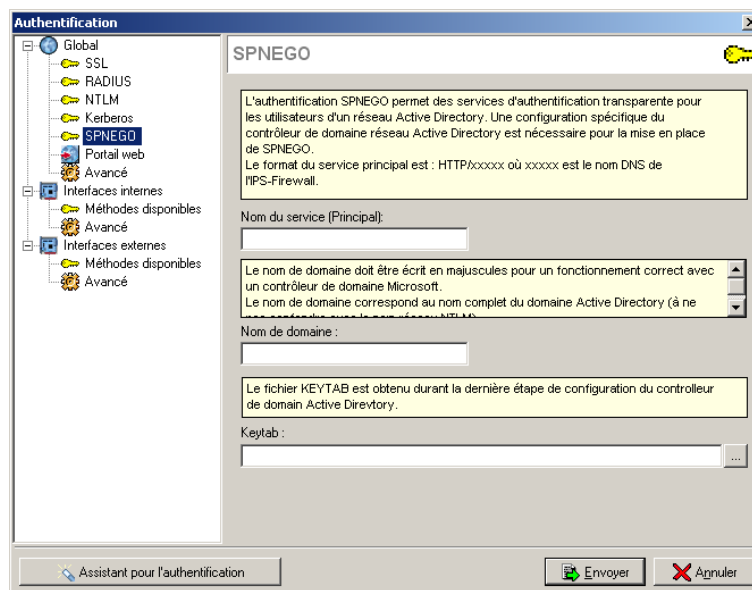 Authentification
Global
SSL
RADIUS
NTLM
Kerberos
SPNEGO
Portail web
Avancé
Interfaces internes
Méthodes disponibles
Avancé
Interfaces externes
Méthodes disponibles
Avancé
SPNEGO
L'authentification SPNEGO permet des services d'authentification transparente pour
les utilisateurs d'un réseau Active Directory. Une configuration spécifique du
contrôleur de domaine réseau Active Directory est nécessaire pour la mise en place
de SPNEGO.
Le format du service principal est : HTTP/xxxxx où xxxxx est le nom DNS de
l'IPS-Firewall.
Nom du service (Principal):
Le nom de domaine doit être écrit en majuscules pour un fonctionnement correct avec
un contrôleur de domaine Microsoft.
Le nom de domaine correspond au nom complet du domaine Active Directory (à ne
pas confondre avec le nom réseau NTLM)
Nom de domaine :
Le fichier KEYTAB est obtenu durant la dernière étape de configuration du controlleur
de domain Active Direvtory.
Keytab :
...
Assistant pour l'authentification
Envoyer
Annuler